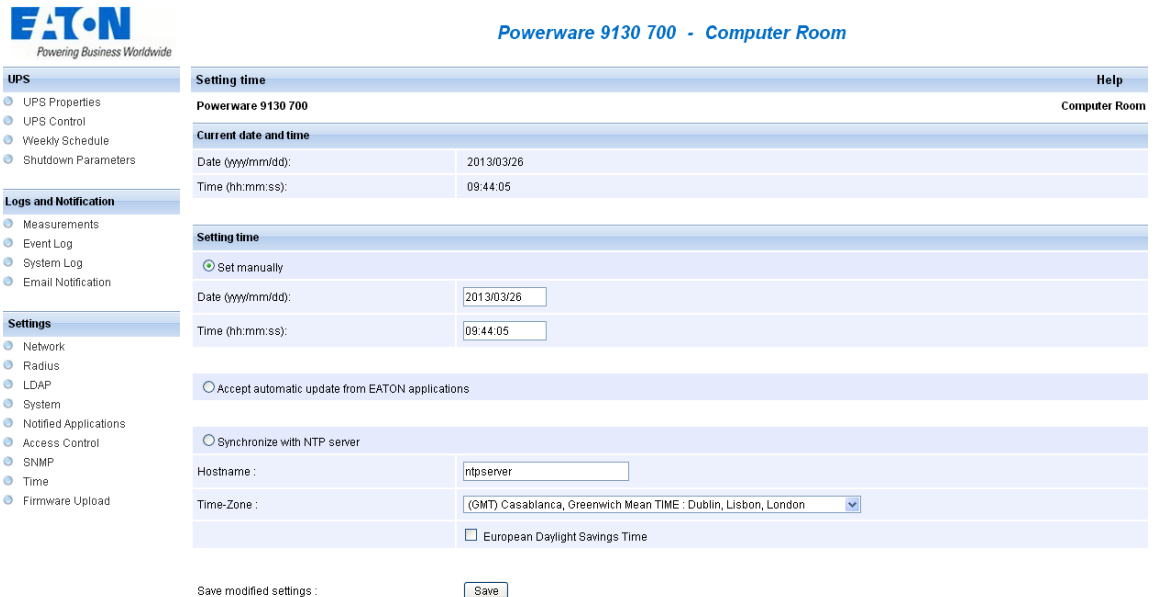 EATON
Powering Business Worldwide
Powerware 9130 700 - Computer Room
UPS
UPS Properties
UPS Control
Weekly Schedule
Shutdown Parameters
Logs and Notification
Measurements
Event Log
System Log
Email Notification
Settings
Network
Radius
LDAP
System
Notified Applications
Access Control
SNMP
Time
Firmware Upload
Setting time Help
Powerware 9130 700 Computer Room
Current date and time
Date (yyyy/mm/dd): 2013/03/26
Time (hh:mm:ss): 09:44:05
Setting time
Set manually
Date (yyyy/mm/dd): 2013/03/26
Time (hh:mm:ss): 09:44:05
Accept automatic update from EATON applications
Synchronize with NTP server
Hostname : ntpserver
Time-Zone : (GMT) Casablanca, Greenwich Mean TIME : Dublin, Lisbon, London
European Daylight Savings Time
Save modified settings : Save